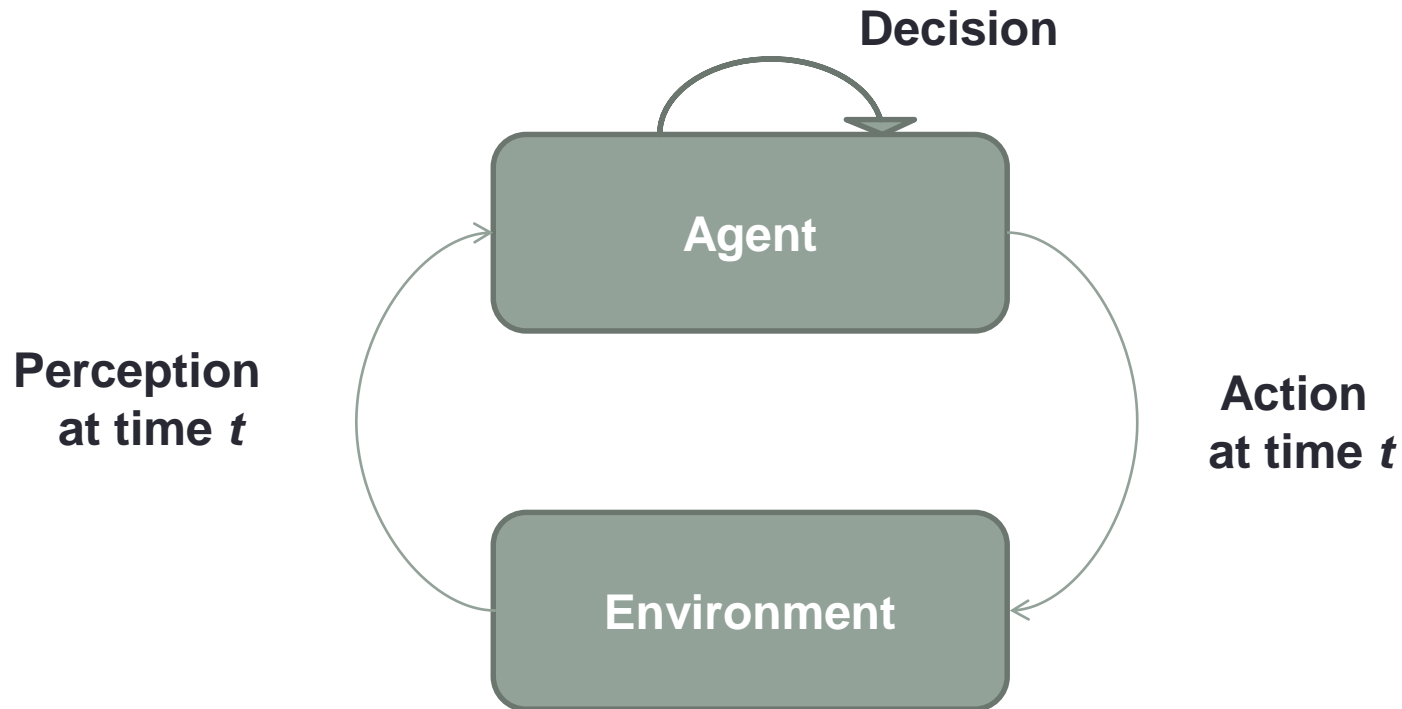 Decision
Agent
Perception
at time t
Action
at time t
Environment